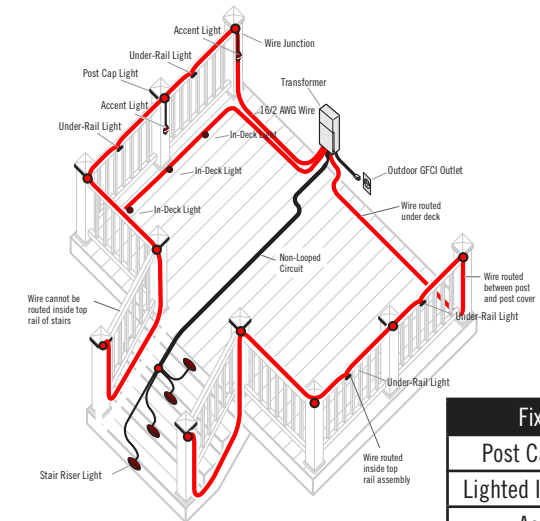 Accent Light
Wire Junction
Under-Rail Light
Post Cap Light
Transformer
Accent Light
16/2 AWG Wire
Under-Rail Light
In-Deck Light
In-Deck Light
Outdoor GFCI Outlet
In-Deck Light
Wire routed
under deck
Non-Looped
Circuit
Wire cannot be
routed inside top
rail of stairs
Wire routed
between post
and post cover
Under-Rail Light
Under-Rail Light
Wire routed
inside top
rail assembly
Stair Riser Light
Fix
Post Ca
Lighted I